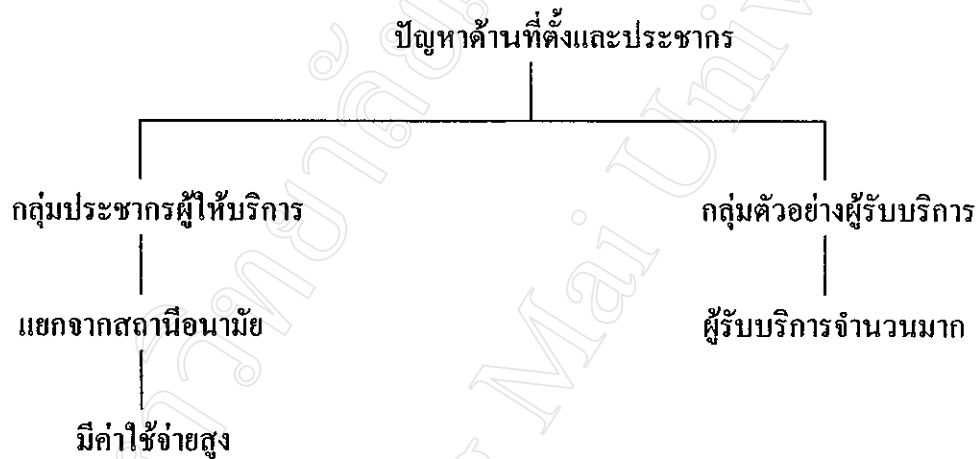 ปัญหาด้านที่ตั้งและประชากร
กลุ่มประชากรผู้ให้บริการ
กลุ่มตัวอย่างผู้รับบริการ
แยกจากสถานีอนามัย
ผู้รับบริการจำนวนมาก
มีค่าใช้จ่ายสูง
Mai Univ